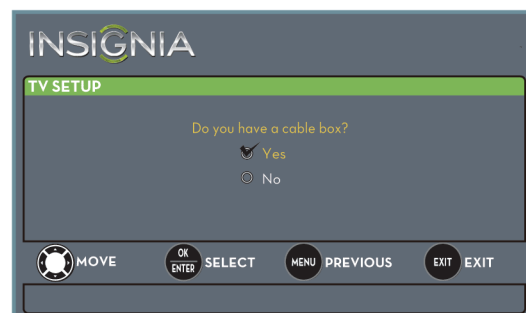 INSIGNIA
TV SETUP
Do you have a cable box?
Yes
No
MOVE OK ENTER SELECT MENU PREVIOUS EXIT EXIT